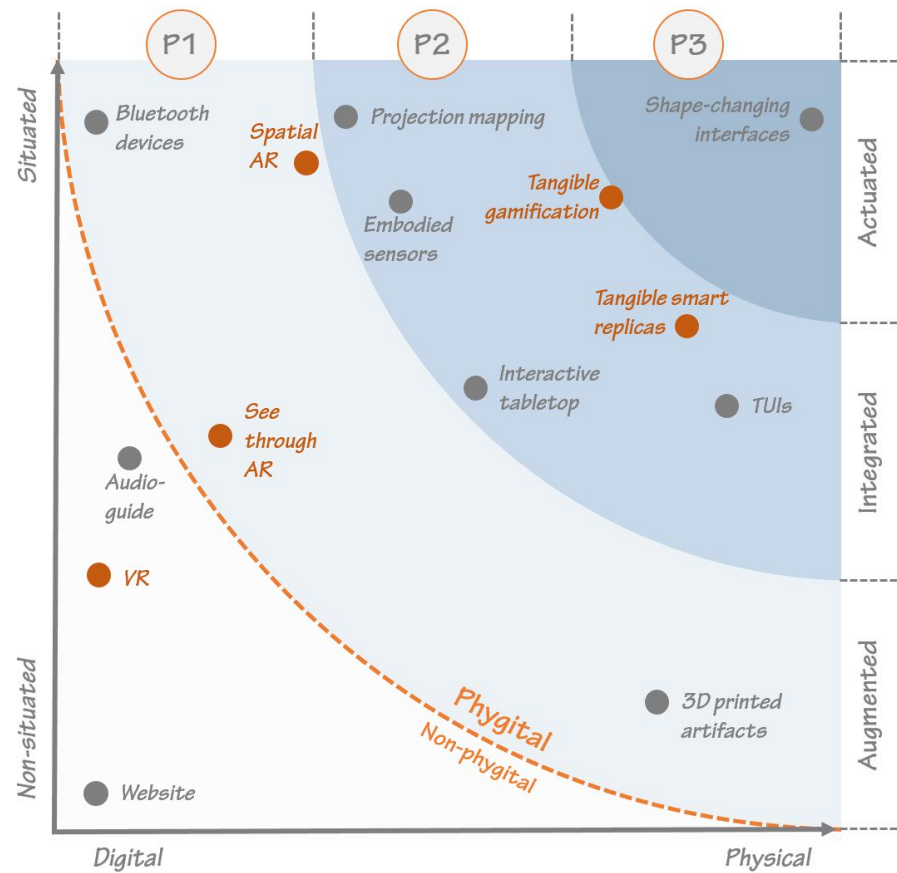 P1
P2
P3
Situated
Bluetooth
devices
Spatial
AR
Projection mapping
Shape-changing
interfaces
Actuated
Tangible
gamification
Embodied
sensors
Tangible smart
replicas
Interactive
tabletop
TUIs
Integrated
See
through
AR
Audio-
guide
VR
Non-situated
Phygital
Non-phygital
3D printed
artifacts
Augmented
Website
Digital
Physical